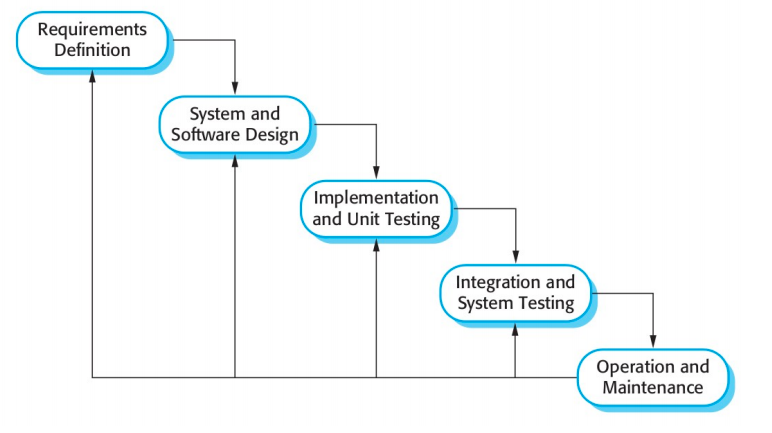 Requirements
Definition
System and
Software Design
Implementation
and Unit Testing
Integration and
System Testing
Operation and
Maintenance